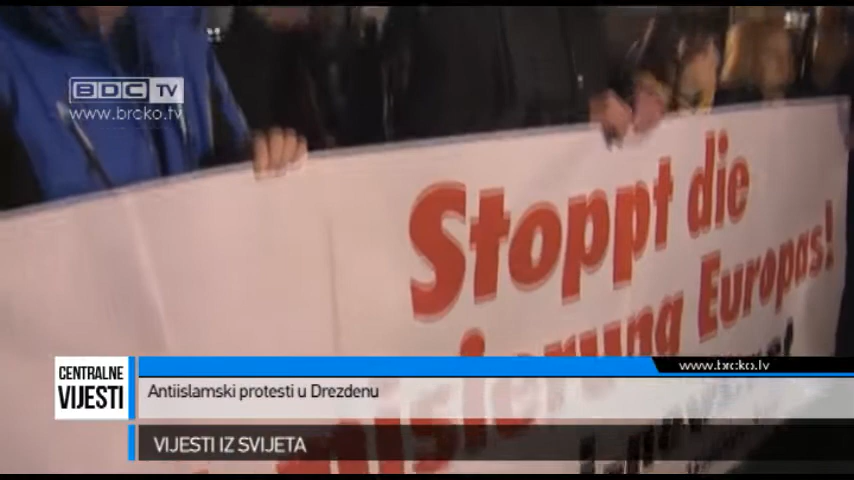 BDC TV
www.brcko.tv
Stoppt die
Europas!
www.brcko.tv
CENTRALNE
VIJESTI
Antiislamski protesti u Drezdenu
VIJESTI IZ SVIJETA